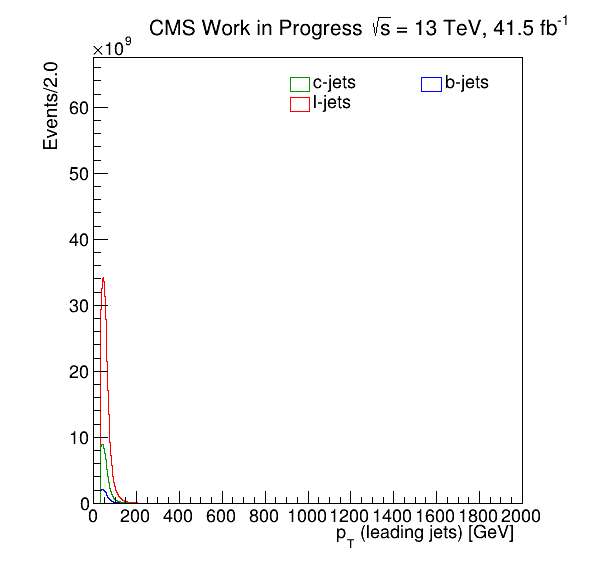 CMS Work in Progress √s = 13 TeV, 41.5 fb⁻¹
×10⁹
Events/2.0
c-jets
b-jets
l-jets
60
50
40
30
20
10
0
0 200 400 600 800 1000 1200 1400 1600 1800 2000
p_T (leading jets) [GeV]